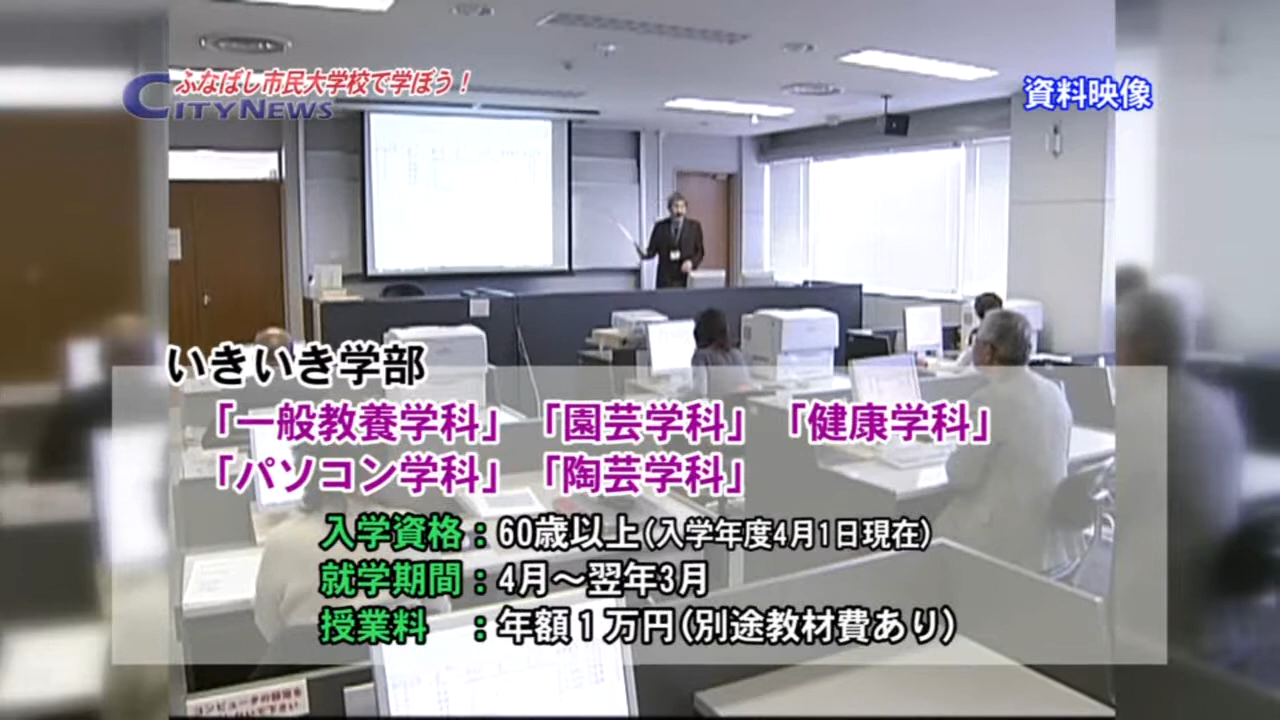 ふなばし市民大学校で学ぼう！
CITYNEWS
資料映像
いきいき学部
「一般教養学科」「園芸学科」「健康学科」
「パソコン学科」「陶芸学科」
入学資格：60歳以上(入学年度4月1日現在)
就学期間：4月～翌年3月
授業料　：年額１万円(別途教材費あり)